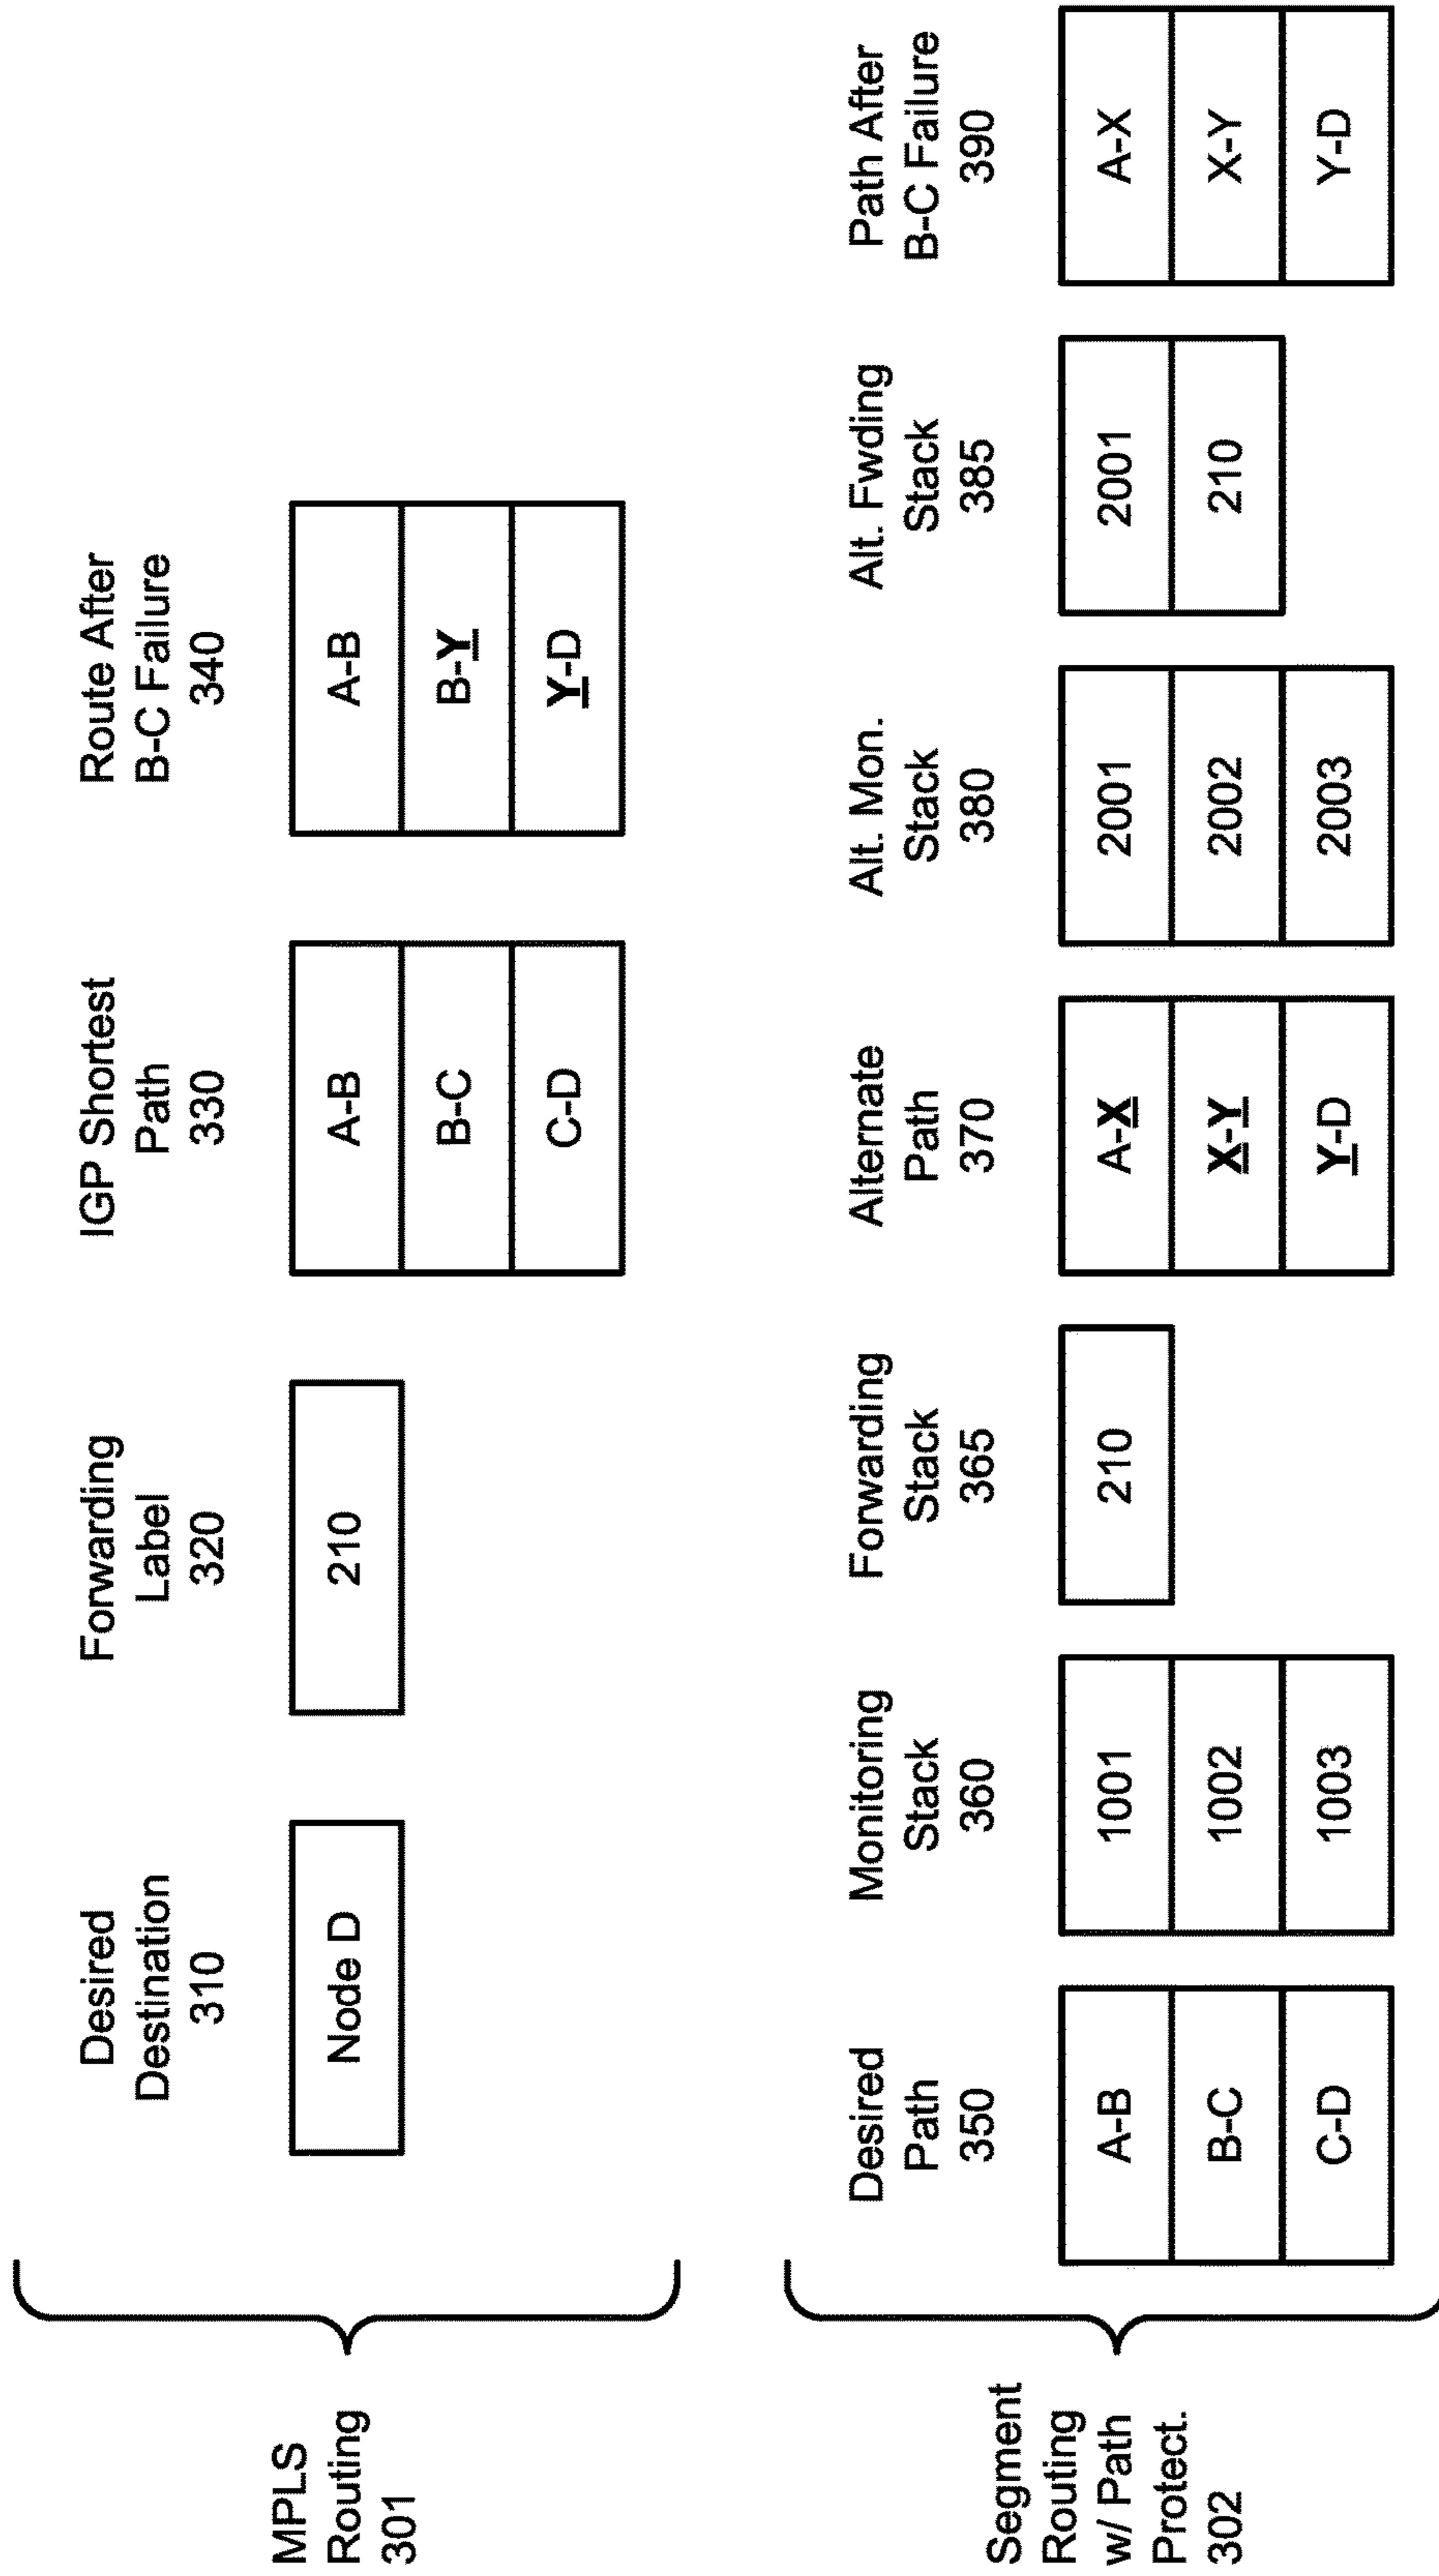 MPLS
Routing
301
Desired
Destination
310
Node D
Forwarding
Label
320
210
IGP Shortest
Path
330
A-B
B-C
C-D
Route After
B-C Failure
340
A-B
B-Y
Y-D
Segment
Routing
w/ Path
Protect.
302
Desired
Path
350
A-B
B-C
C-D
Monitoring
Stack
360
1001
1002
1003
Forwarding
Stack
365
210
Alternate
Path
370
A-X
X-Y
Y-D
Alt. Mon.
Stack
380
2001
2002
2003
Alt. Fwding
Stack
385
2001
210
Path After
B-C Failure
390
A-X
X-Y
Y-D